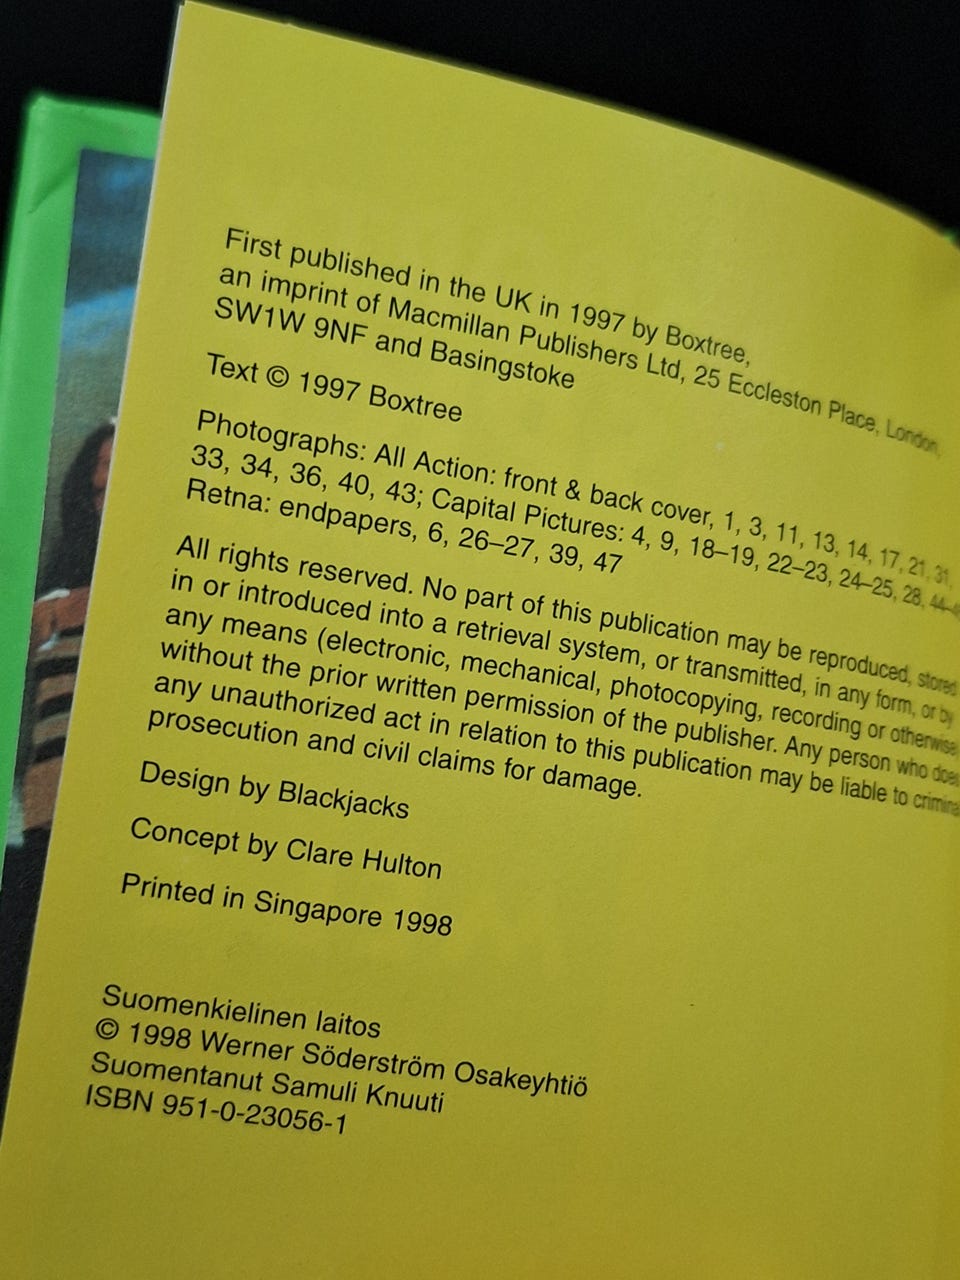 First published in the UK in 1997 by Boxtree,
an imprint of Macmillan Publishers Ltd, 25 Eccleston Place, London,
SW1W 9NF and Basingstoke
Text © 1997 Boxtree
Photographs: All Action: front & back cover, 1, 3, 11, 13, 14, 17, 21, 31,
33, 34, 36, 40, 43; Capital Pictures: 4, 9, 18–19, 22–23, 24–25, 28,
Retna: endpapers, 6, 26–27, 39, 47
All rights reserved. No part of this publication may be reproduced, stored
in or introduced into a retrieval system, or transmitted, in any form, or by
any means (electronic, mechanical, photocopying, recording or otherwise
without the prior written permission of the publisher. Any person who does
any unauthorized act in relation to this publication may be liable to criminal
prosecution and civil claims for damage.
Design by Blackjacks
Concept by Clare Hulton
Printed in Singapore 1998
Suomenkielinen laitos
© 1998 Werner Söderström Osakeyhtiö
Suomentanut Samuli Knuuti
ISBN 951-0-23056-1